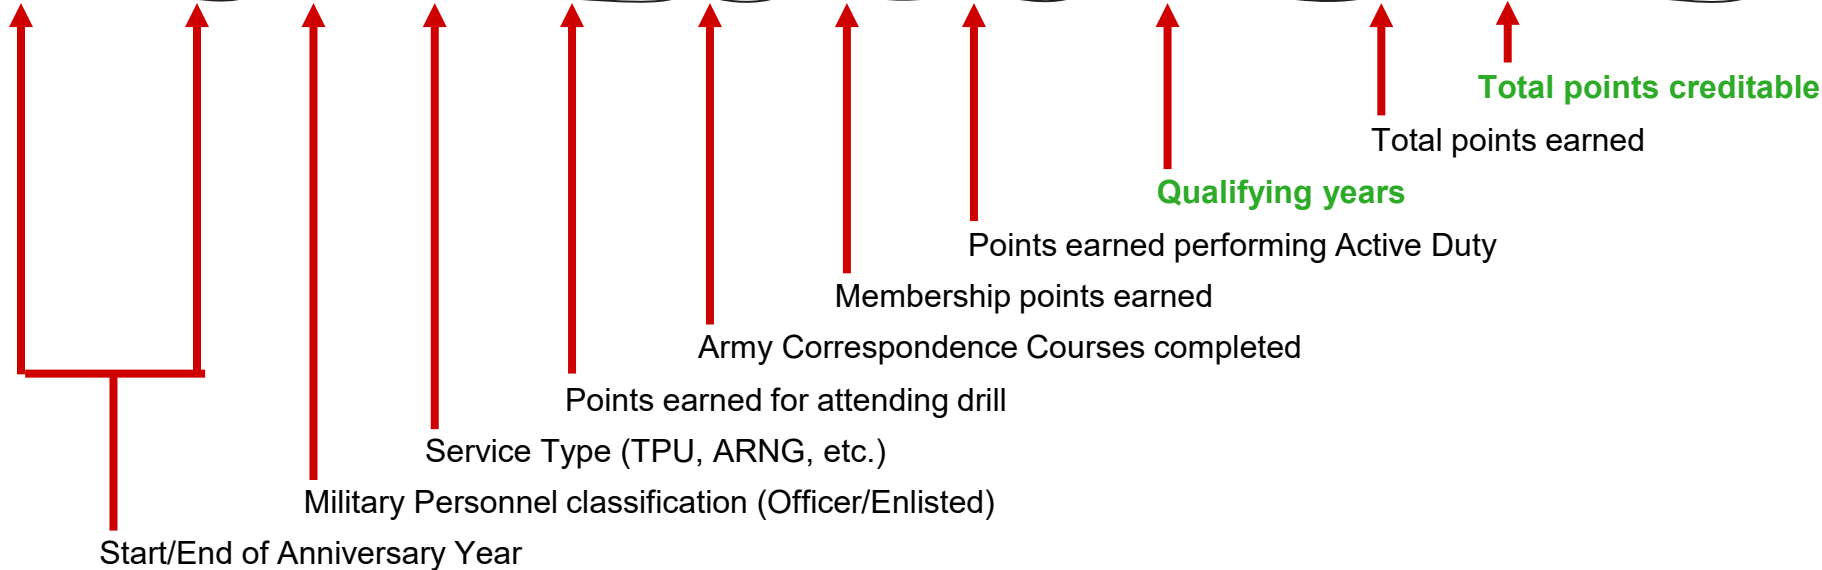 Total points creditable
Total points earned
Qualifying years
Points earned performing Active Duty
Membership points earned
Army Correspondence Courses completed
Points earned for attending drill
Service Type (TPU, ARNG, etc.)
Military Personnel classification (Officer/Enlisted)
Start/End of Anniversary Year